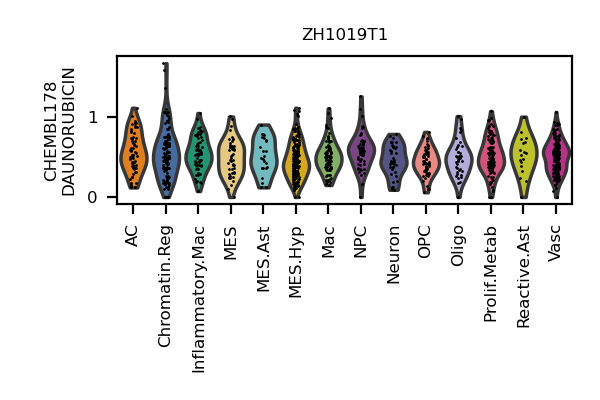 ZH1019T1
CHEMBL178
DAUNORUBICIN
1
0
AC
Chromatin.Reg
Inflammatory.Mac
MES
MES.Ast
MES.Hyp
Mac
NPC
Neuron
OPC
Oligo
Prolif.Metab
Reactive.Ast
Vasc